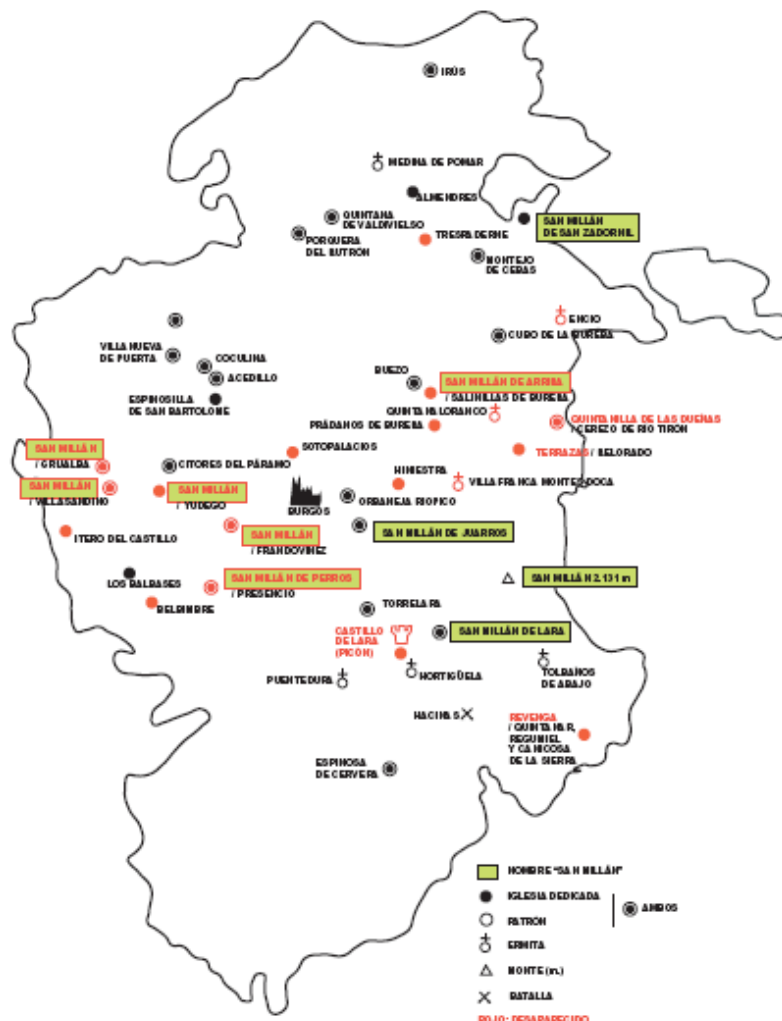 IRÚS
MEDINA DE POMAR
ALMENDRES
QUINTANA
DE VALDIVIELSO
SAN MILLÁN
DE SAN ZADORNIL
PORQUERA
DEL BUTRÓN
TRESPADERNE
MONTEJO
DE CEBAS
ENCIO
CUBO DE LA BUREBA
VILLANUEVA
DE PUERTA
COCULINA
ACEDILLO
BUEZO
SAN MILLÁN DE ARRIBA
/ SALINILLAS DE BUREBA
ESPINOSILLA
DE SAN BARTOLOMÉ
QUINTANALORANCO
PRÁDANOS DE BUREBA
QUINTANILLA DE LAS DUEÑAS
/ CEREZO DE RÍO TIRÓN
SOTOPALACIOS
TERRAZAS / BELORADO
SAN MILLÁN
/ GRIJALBA
CITORES DEL PÁRAMO
HINIESTRA
VILLAFRANCA MONTES DOCA
SAN MILLÁN
/ VILLASANDINO
SAN MILLÁN
/ YUDEGO
BURGOS
ORBANEJA RIOPICO
ITERO DEL CASTILLO
SAN MILLÁN
/ FRANDOVÍNEZ
SAN MILLÁN DE JUARROS
LOS BALBASES
SAN MILLÁN DE PERROS
/ PRESENCIO
SAN MILLÁN 2.131 m
BELBIMBRE
TORRELARA
CASTILLO
DE LARA
(PICÓN)
SAN MILLÁN DE LARA
PUENTEDURA
HORTIGÜELA
TOLBAÑOS
DE ABAJO
HACINAS
REVENGA
/ QUINTANAR,
REGUMIEL
Y CANICOSA
DE LA SIERRA
ESPINOSA
DE CERVERA
NOMBRE "SAN MILLÁN"
IGLESIA DEDICADA
AMBOS
PATRÓN
ERMITA
MONTE (m.)
BATALLA
ROJO: DESAPARECIDO